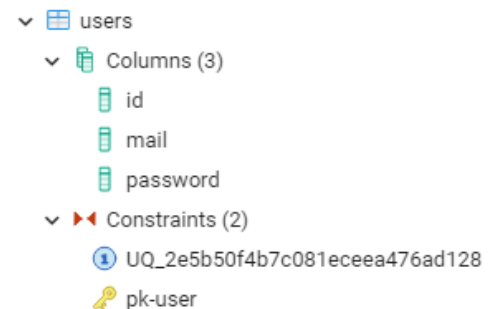 users
Columns (3)
id
mail
password
Constraints (2)
UQ_2e5b50f4b7c081eceea476ad128
pk-user